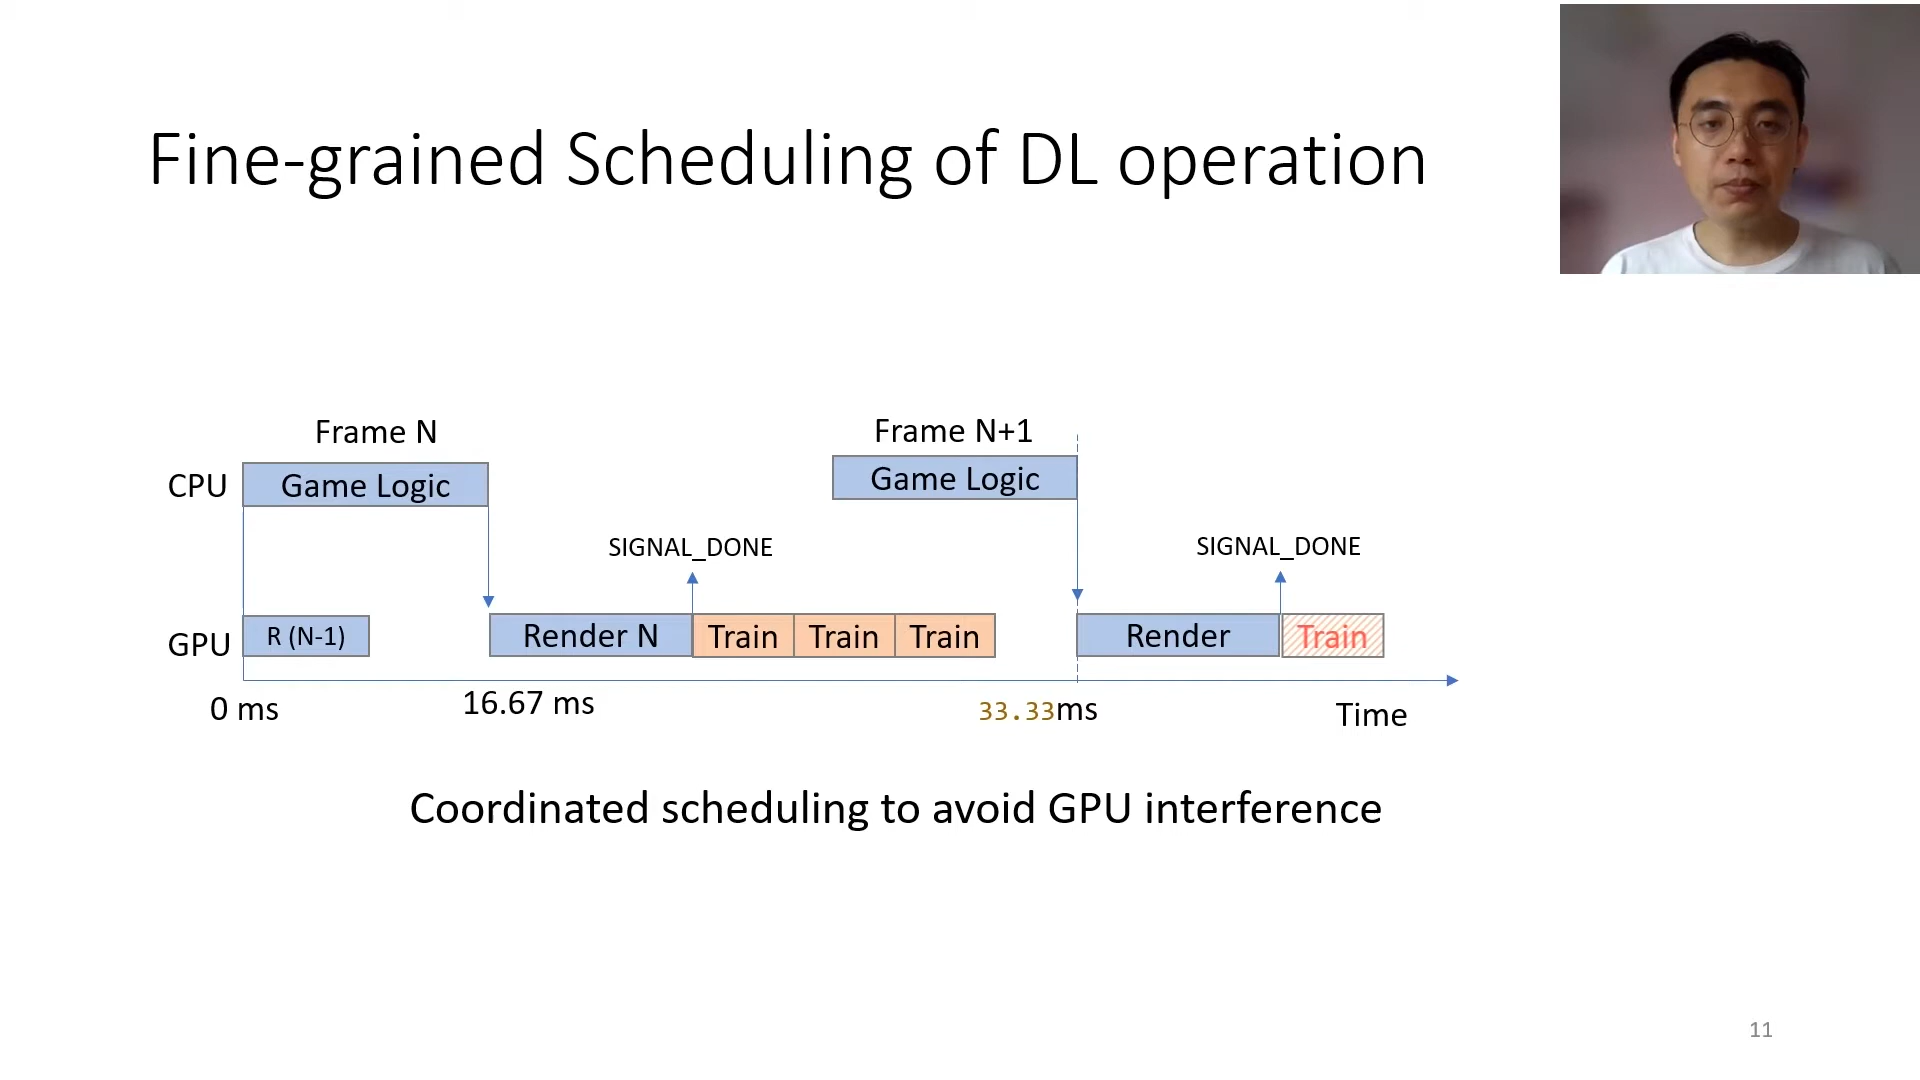 Fine-grained Scheduling of DL operation
Frame N
Frame N+1
CPU
Game Logic
Game Logic
SIGNAL_DONE
SIGNAL_DONE
GPU
R (N-1)
Render N
Train
Train
Train
Render
Train
0 ms
16.67 ms
33.33ms
Time
Coordinated scheduling to avoid GPU interference
11